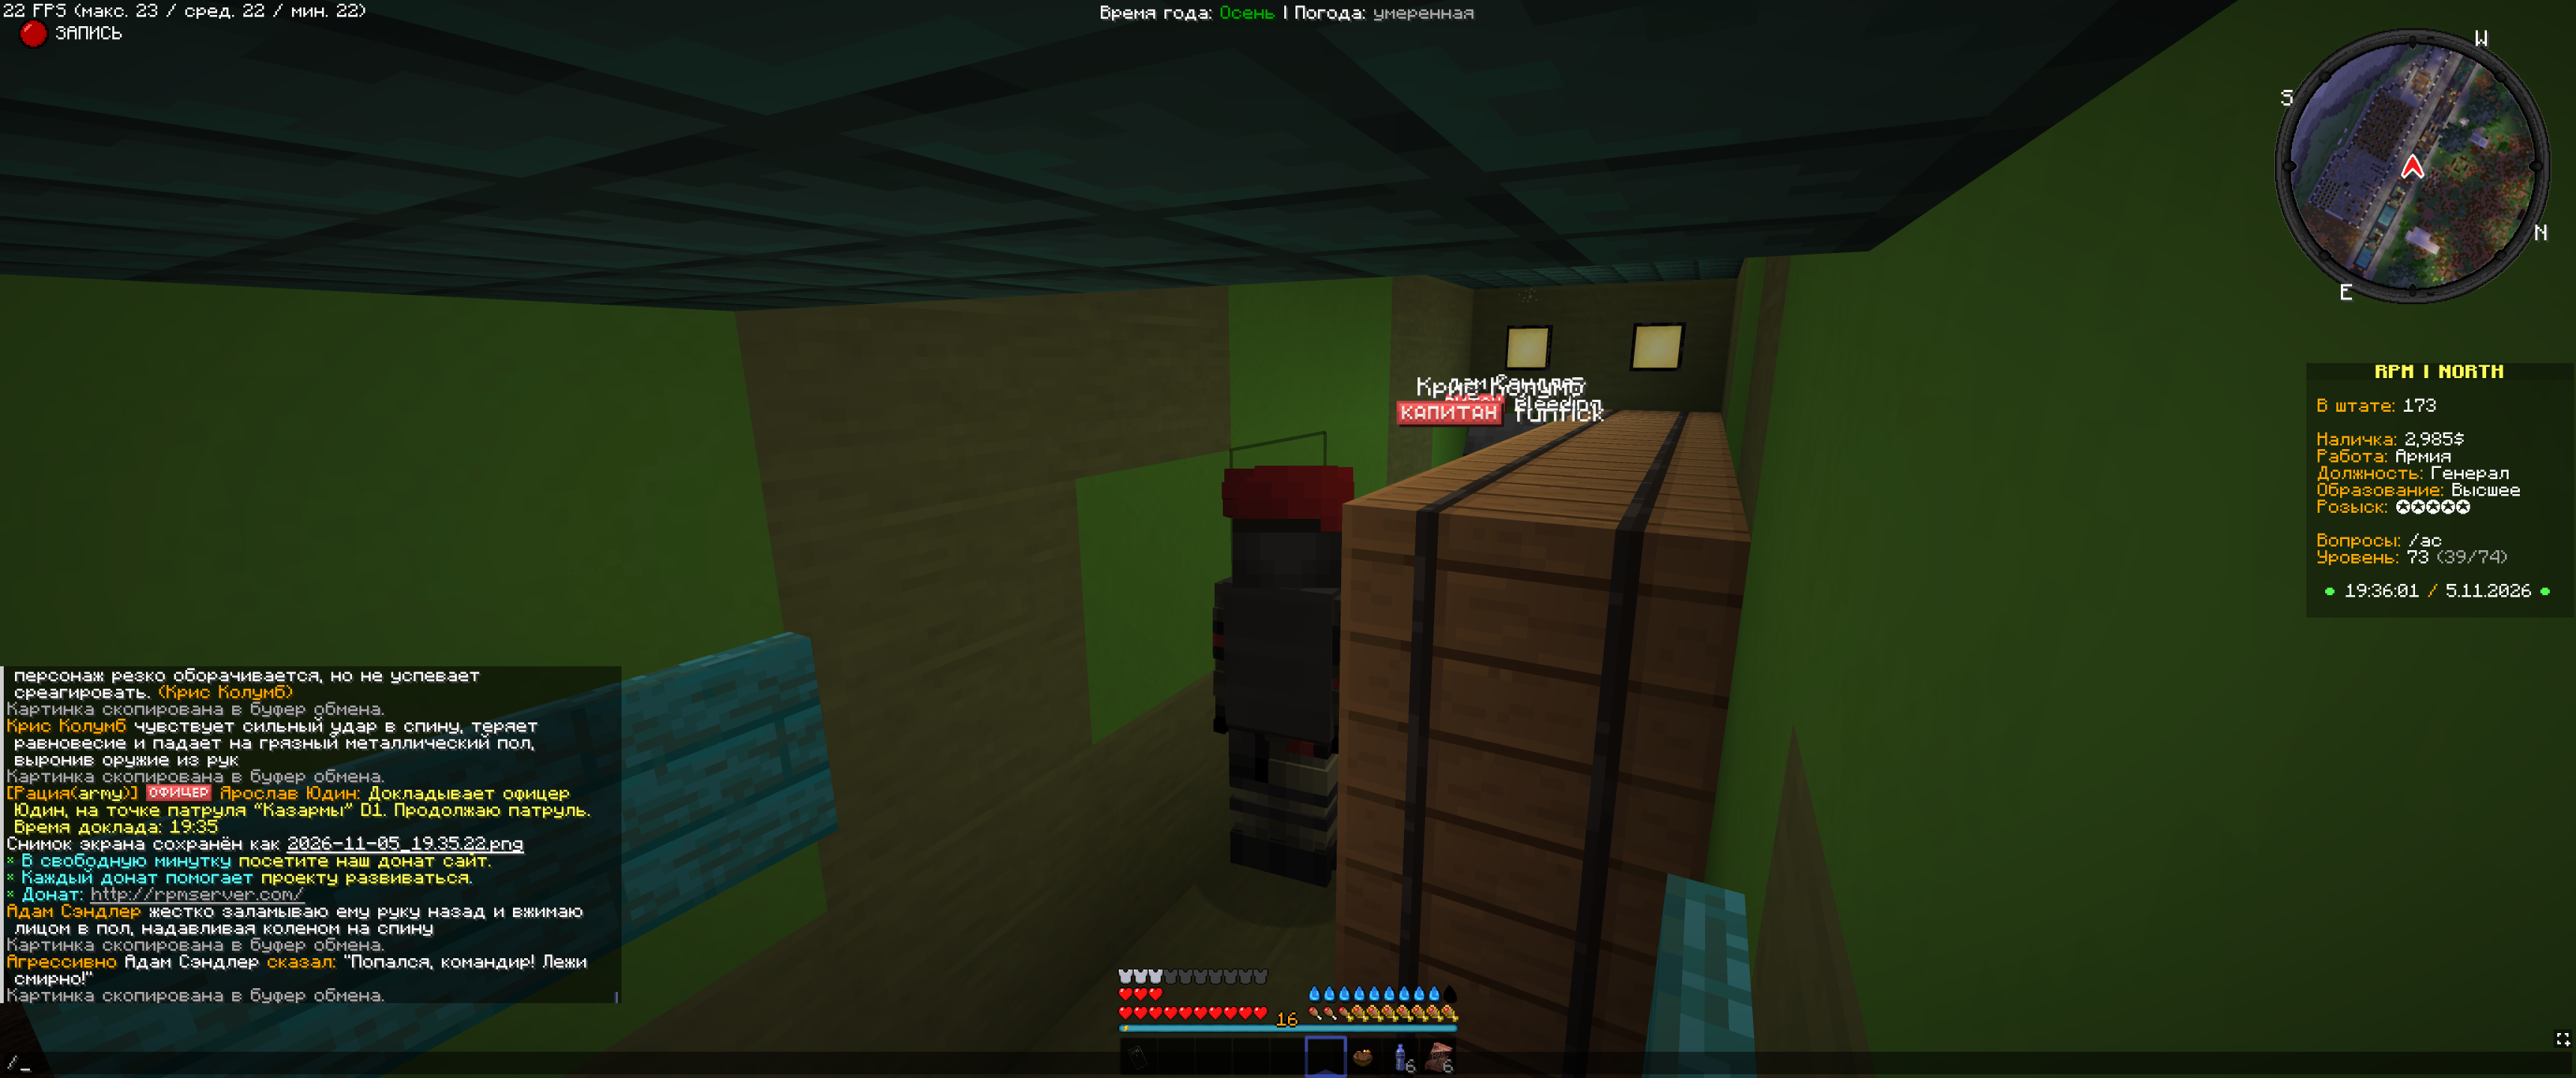 22 FPS (макс. 23 / сред. 22 / мин. 22)
ЗАПИСЬ
Время года: Осень | Погода: умеренная
W
S
N
E
RPM | NORTH
В штате: 173
Наличка: 2,985$
Работа: Армия
Должность: Генерал
Образование: Высшее
Розыск: ✪✪✪✪✪
Вопросы: /ac
Уровень: 73 (39/74)
● 19:36:01 / 5.11.2026 ●
Крис Колумб
КАПИТАН
персонаж резко оборачивается, но не успевает
среагировать. (Крис Колумб)
Картинка скопирована в буфер обмена.
Крис Колумб чувствует сильный удар в спину, теряет
равновесие и падает на грязный металлический пол,
выронив оружие из рук
Картинка скопирована в буфер обмена.
[Рация(army)] ОФИЦЕР Ярослав Юдин: Докладывает офицер
Юдин, на точке патруля "Казармы" D1. Продолжаю патруль.
Время доклада: 19:35
Снимок экрана сохранён как 2026-11-05_19.35.22.png
* В свободную минутку посетите наш донат сайт.
* Каждый донат помогает проекту развиваться.
* Донат: http://rpmserver.com/
Адам Сэндлер жестко заламываю ему руку назад и вжимаю
лицом в пол, надавливая коленом на спину
Картинка скопирована в буфер обмена.
Агрессивно Адам Сэндлер сказал: "Попался, командир! Лежи
смирно!"
Картинка скопирована в буфер обмена.
16
6
6
/_